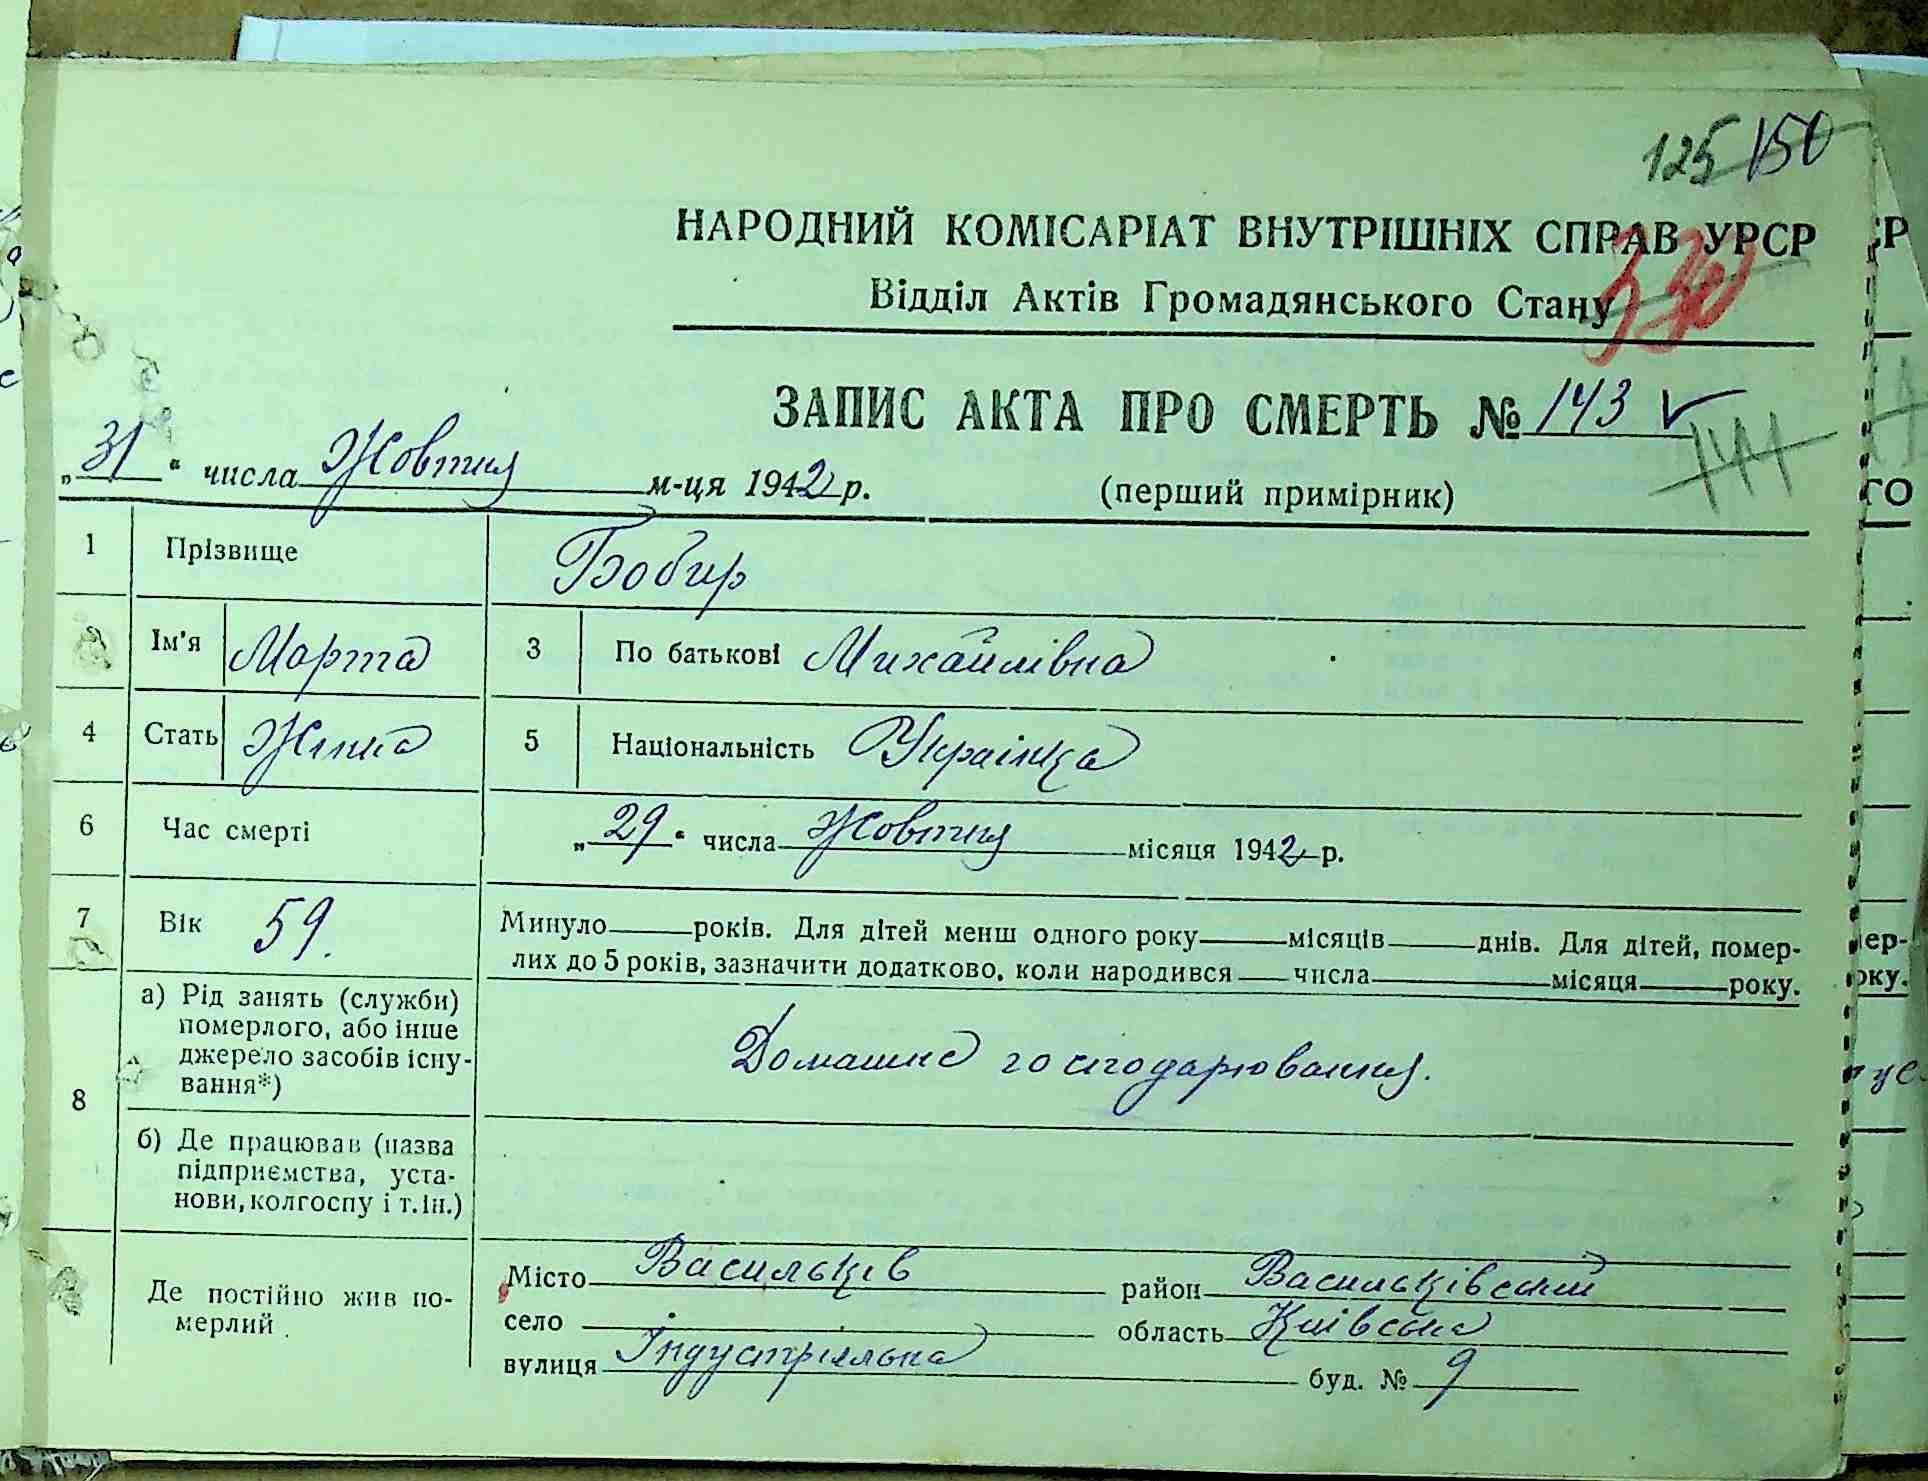 125 150
НАРОДНИЙ КОМІСАРІАТ ВНУТРІШНІХ СПРАВ УРСР
Відділ Актів Громадянського Стану
ЗАПИС АКТА ПРО СМЕРТЬ № 143
141
„31“ числа Жовтня м-ця 1942 р. (перший примірник)
1 Прізвище Бобир
Ім'я Марта 3 По батькові Михайлівна
4 Стать Жінка 5 Національність Українка
6 Час смерті „29“ числа Жовтня місяця 1942 р.
7 Вік 59. Минуло років. Для дітей менш одного року місяців днів. Для дітей, помер-
лих до 5 років, зазначити додатково, коли народився числа місяця року.
8 а) Рід занять (служби)
померлого, або інше
джерело засобів існу-
вання*)
Домашнє господарювання.
б) Де працював (назва
підприємства, уста-
нови, колгоспу і т. ін.)
Де постійно жив по-
мерлий
Місто Васильків район Васильківський
село область Київська
вулиця Індустріяльна буд. № 9